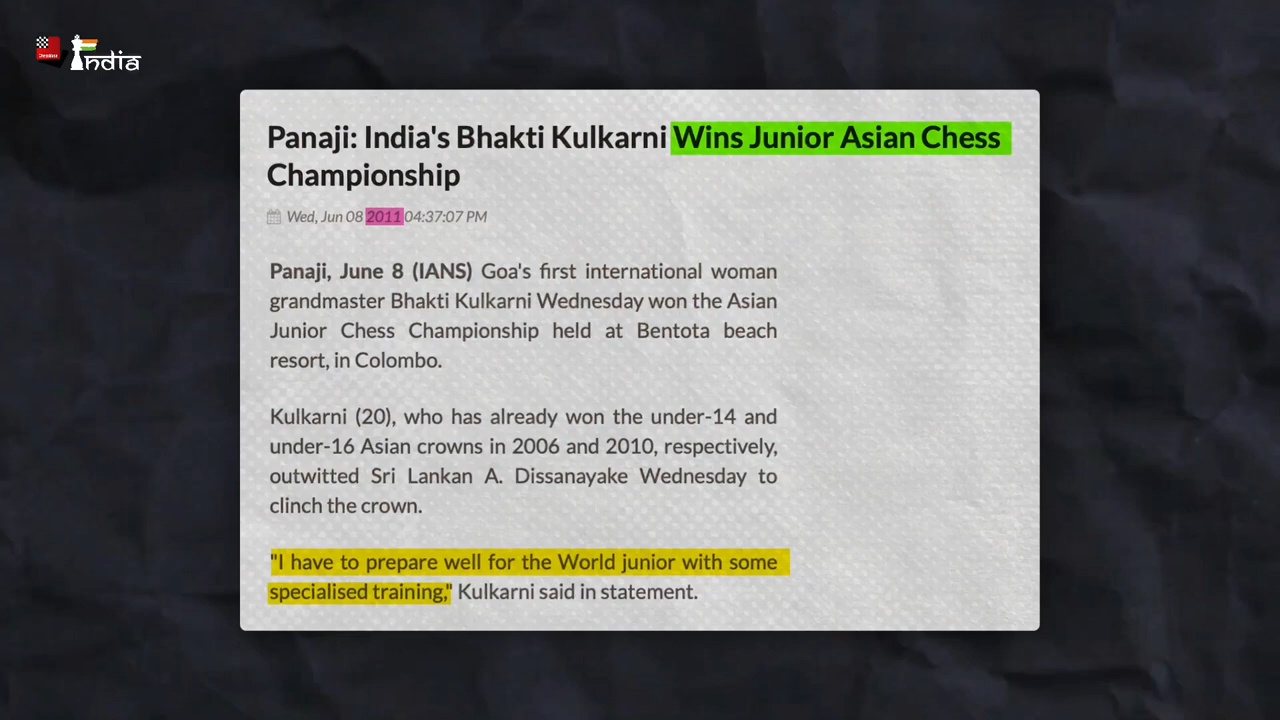 India
Panaji: India's Bhakti Kulkarni Wins Junior Asian Chess
Championship
Wed, Jun 08 2011 04:37:07 PM
Panaji, June 8 (IANS) Goa's first international woman
grandmaster Bhakti Kulkarni Wednesday won the Asian
Junior Chess Championship held at Bentota beach
resort, in Colombo.
Kulkarni (20), who has already won the under-14 and
under-16 Asian crowns in 2006 and 2010, respectively,
outwitted Sri Lankan A. Dissanayake Wednesday to
clinch the crown.
"I have to prepare well for the World junior with some
specialised training," Kulkarni said in statement.